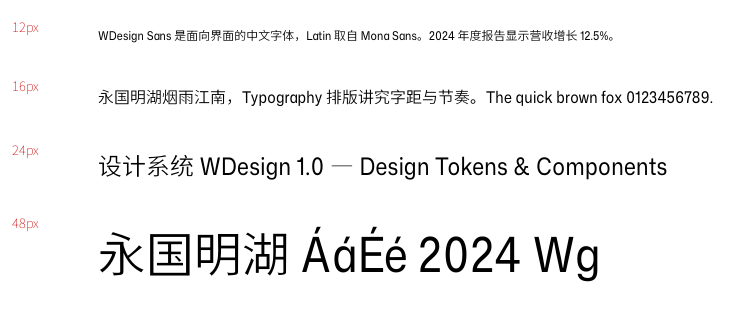 12px WDesign Sans 是面向界面的中文字体，Latin 取自 Mona Sans。2024 年度报告显示营收增长 12.5%。
16px 永国明湖烟雨江南，Typography 排版讲究字距与节奏。The quick brown fox 0123456789.
24px 设计系统 WDesign 1.0 — Design Tokens & Components
48px 永国明湖 ÁáÉé 2024 Wg